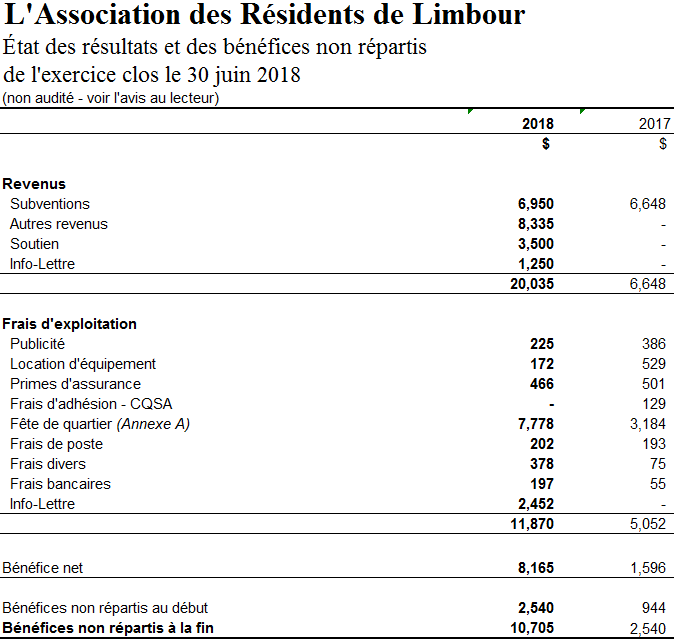 L'Association des Résidents de Limbour
État des résultats et des bénéfices non répartis
de l'exercice clos le 30 juin 2018
(non audité - voir l'avis au lecteur)
2018 2017
$ $
Revenus
Subventions 6,950 6,648
Autres revenus 8,335 -
Soutien 3,500 -
Info-Lettre 1,250 -
20,035 6,648
Frais d'exploitation
Publicité 225 386
Location d'équipement 172 529
Primes d'assurance 466 501
Frais d'adhésion - CQSA - 129
Fête de quartier (Annexe A) 7,778 3,184
Frais de poste 202 193
Frais divers 378 75
Frais bancaires 197 55
Info-Lettre 2,452 -
11,870 5,052
Bénéfice net 8,165 1,596
Bénéfices non répartis au début 2,540 944
Bénéfices non répartis à la fin 10,705 2,540